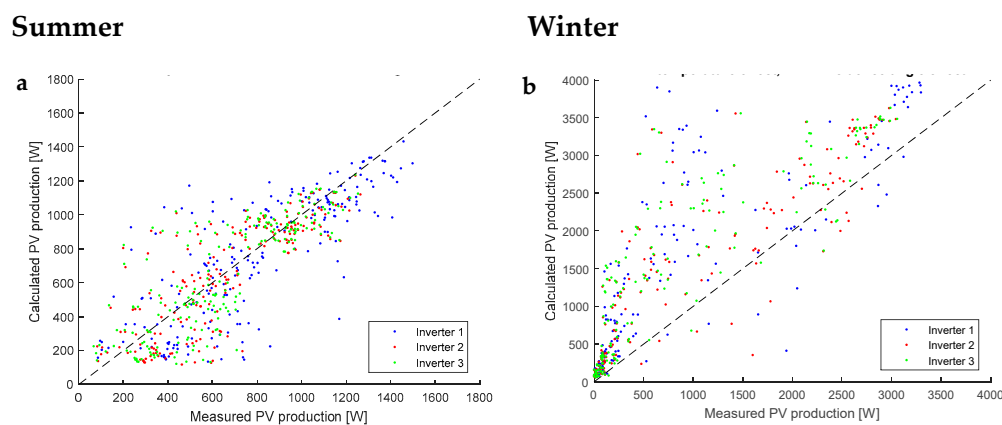 Summer
Winter
a
1800
1600
1400
1200
1000
800
600
400
200
0
Calculated PV production [W]
0 200 400 600 800 1000 1200 1400 1600 1800
Measured PV production [W]
Inverter 1
Inverter 2
Inverter 3
b
4000
3500
3000
2500
2000
1500
1000
500
0
Calculated PV production [W]
0 500 1000 1500 2000 2500 3000 3500 4000
Measured PV production [W]
Inverter 1
Inverter 2
Inverter 3